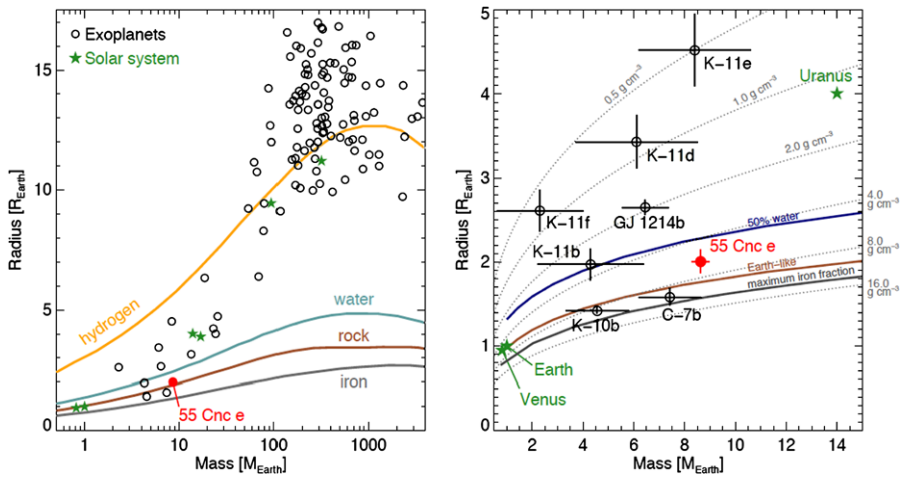 Exoplanets
Solar system
hydrogen
water
rock
iron
55 Cnc e
Radius [R_Earth]
0
5
10
15
1
10
100
1000
Mass [M_Earth]
K-11e
Uranus
0.5 g cm⁻³
1.0 g cm⁻³
2.0 g cm⁻³
K-11d
4.0
g cm⁻³
K-11f
GJ 1214b
50% water
K-11b
55 Cnc e
8.0
g cm⁻³
Earth-like
maximum iron fraction
16.0
g cm⁻³
K-10b
C-7b
Earth
Venus
Radius [R_Earth]
0
1
2
3
4
5
2
4
6
8
10
12
14
Mass [M_Earth]